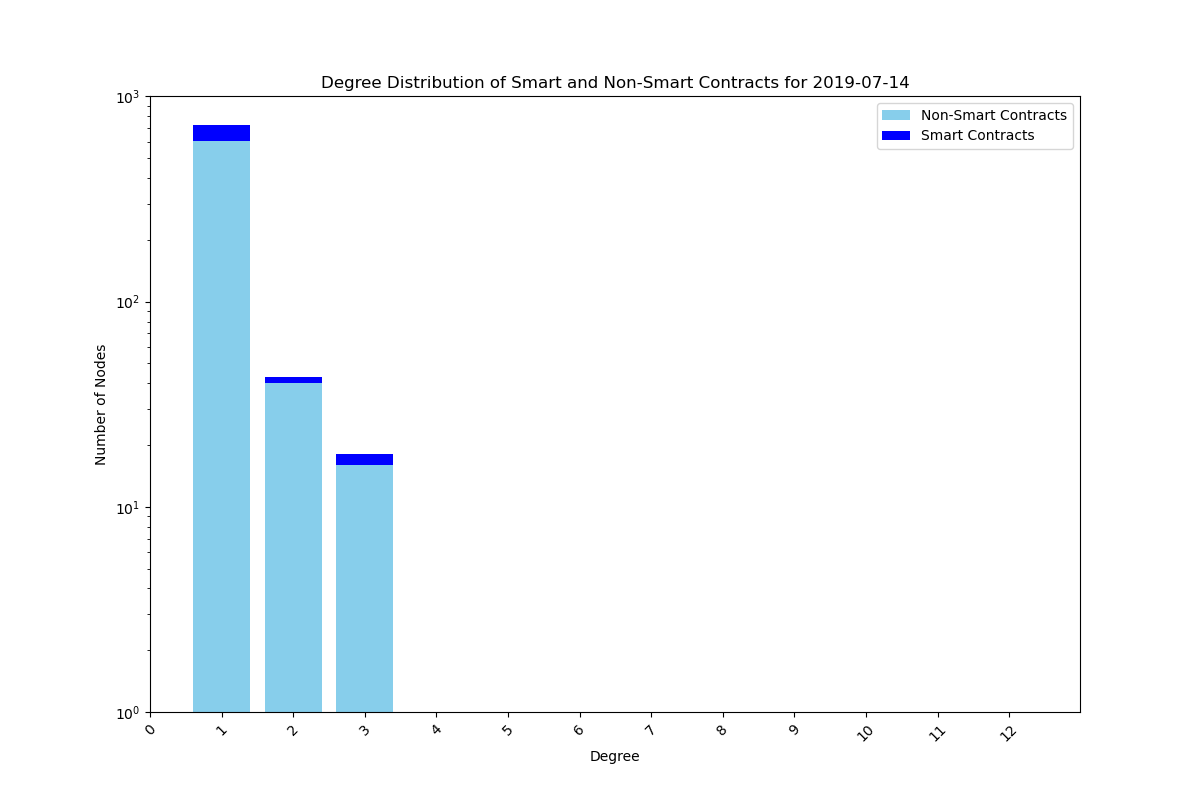 Degree Distribution of Smart and Non-Smart Contracts for 2019-07-14
10³
10²
10¹
10⁰
Number of Nodes
Non-Smart Contracts
Smart Contracts
0 1 2 3 4 5 6 7 8 9 10 11 12
Degree